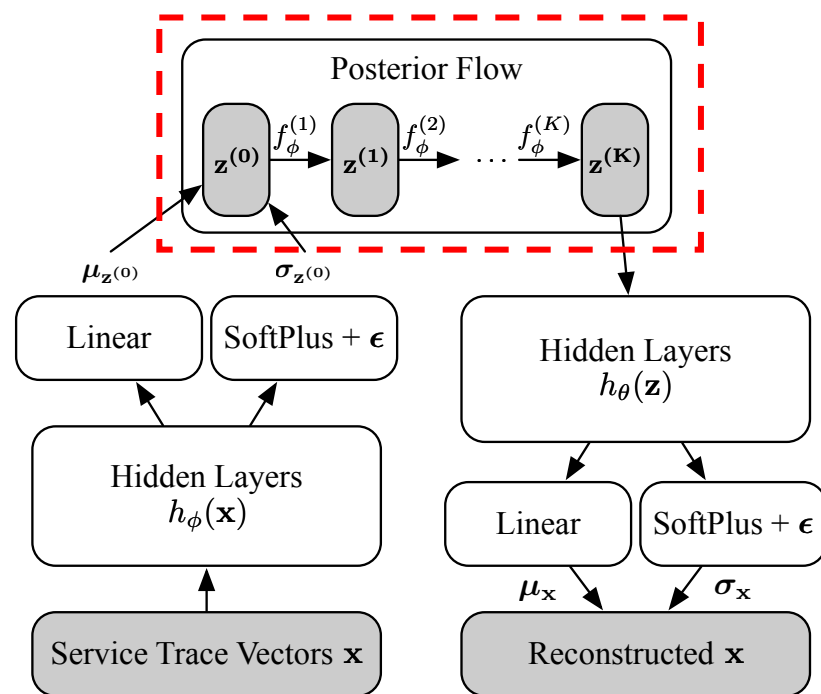 Posterior Flow
z^(0) f_ϕ^(1) z^(1) f_ϕ^(2) ... f_ϕ^(K) z^(K)
μ_z^(0) σ_z^(0)
Linear SoftPlus + ϵ
Hidden Layers
h_ϕ(x)
Service Trace Vectors x
Hidden Layers
h_θ(z)
Linear SoftPlus + ϵ
μ_x σ_x
Reconstructed x